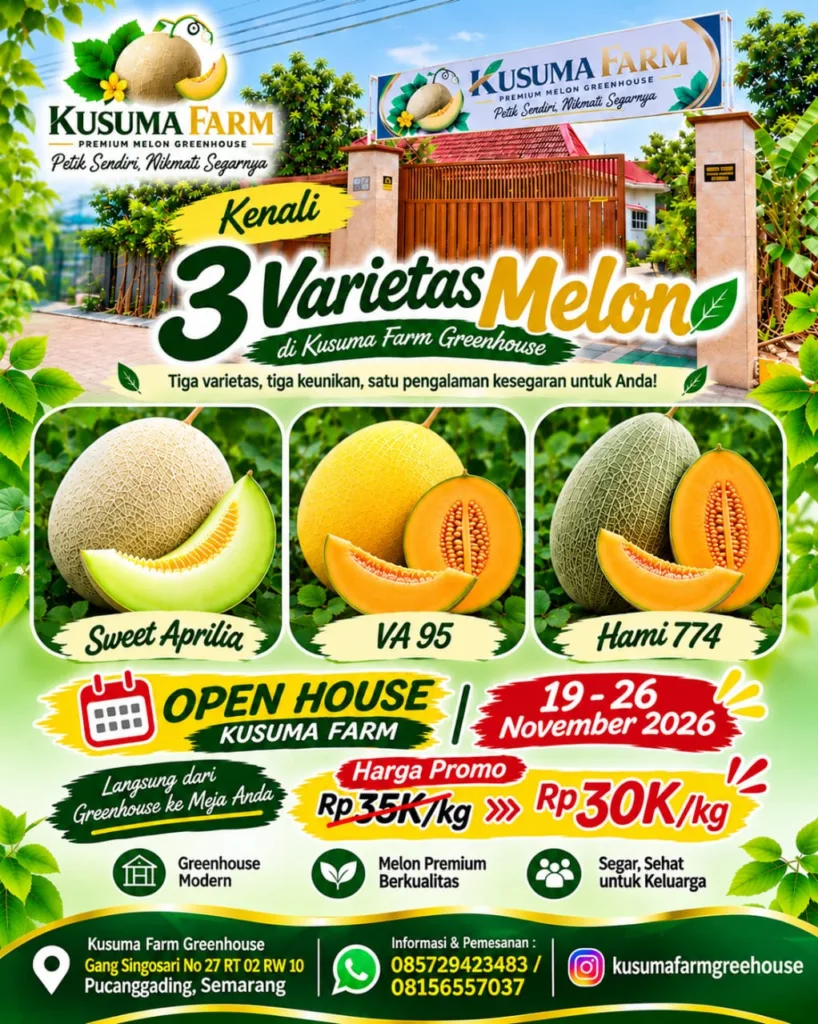 KUSUMA FARM
PREMIUM MELON GREENHOUSE
Petik Sendiri, Nikmati Segarnya
KUSUMA FARM
PREMIUM MELON GREENHOUSE
Petik Sendiri, Nikmati Segarnya
Kenali
3 Varietas Melon
di Kusuma Farm Greenhouse
Tiga varietas, tiga keunikan, satu pengalaman kesegaran untuk Anda!
Sweet Aprilia
VA 95
Hami 774
OPEN HOUSE
KUSUMA FARM
19 - 26
November 2026
Langsung dari
Greenhouse ke Meja Anda
Harga Promo
Rp 35K/kg >>> Rp 30K/kg
Greenhouse
Modern
Melon Premium
Berkualitas
Segar, Sehat
untuk Keluarga
Kusuma Farm Greenhouse
Gang Singosari No 27 RT 02 RW 10
Pucanggading, Semarang
Informasi & Pemesanan :
085729423483 /
08156557037
kusumafarmgreehouse